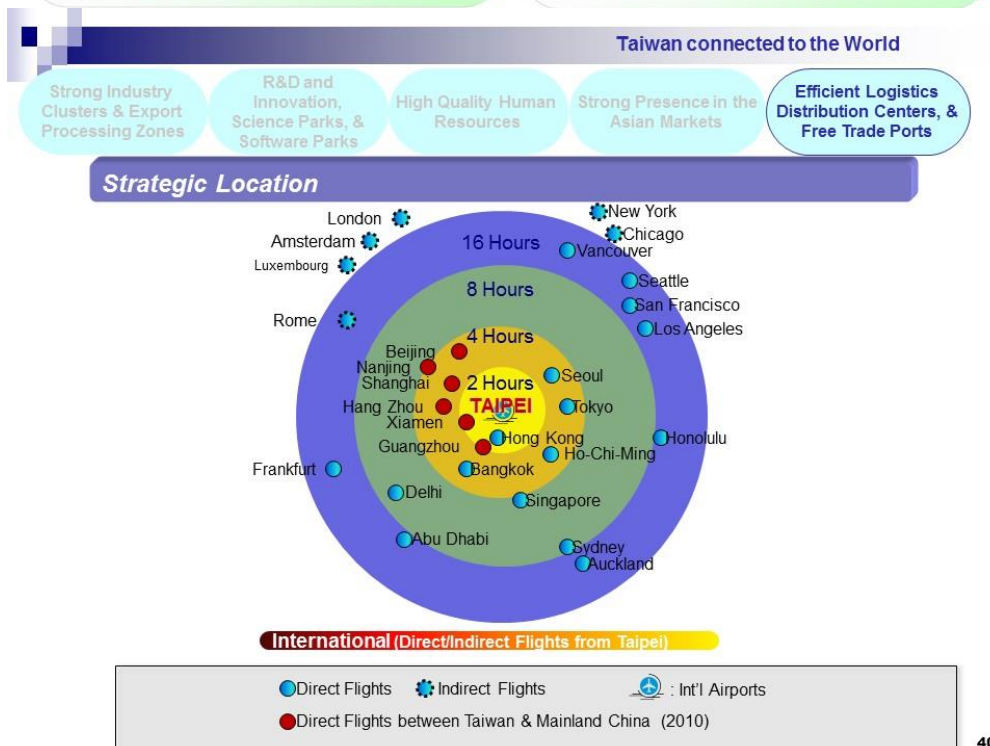 Taiwan connected to the World
Strong Industry
Clusters & Export
Processing Zones
R&D and
Innovation,
Science Parks, &
Software Parks
High Quality Human
Resources
Strong Presence in the
Asian Markets
Efficient Logistics
Distribution Centers, &
Free Trade Ports
Strategic Location
London
New York
Amsterdam
16 Hours
Chicago
Vancouver
Luxembourg
8 Hours
Seattle
San Francisco
Rome
4 Hours
Los Angeles
Beijing
Nanjing
Shanghai
2 Hours
Seoul
Hang Zhou
TAIPEI
Tokyo
Xiamen
Guangzhou
Hong Kong
Honolulu
Ho-Chi-Ming
Frankfurt
Bangkok
Delhi
Singapore
Abu Dhabi
Sydney
Auckland
International (Direct/Indirect Flights from Taipei)
Direct Flights
Indirect Flights
: Int'l Airports
Direct Flights between Taiwan & Mainland China (2010)
40